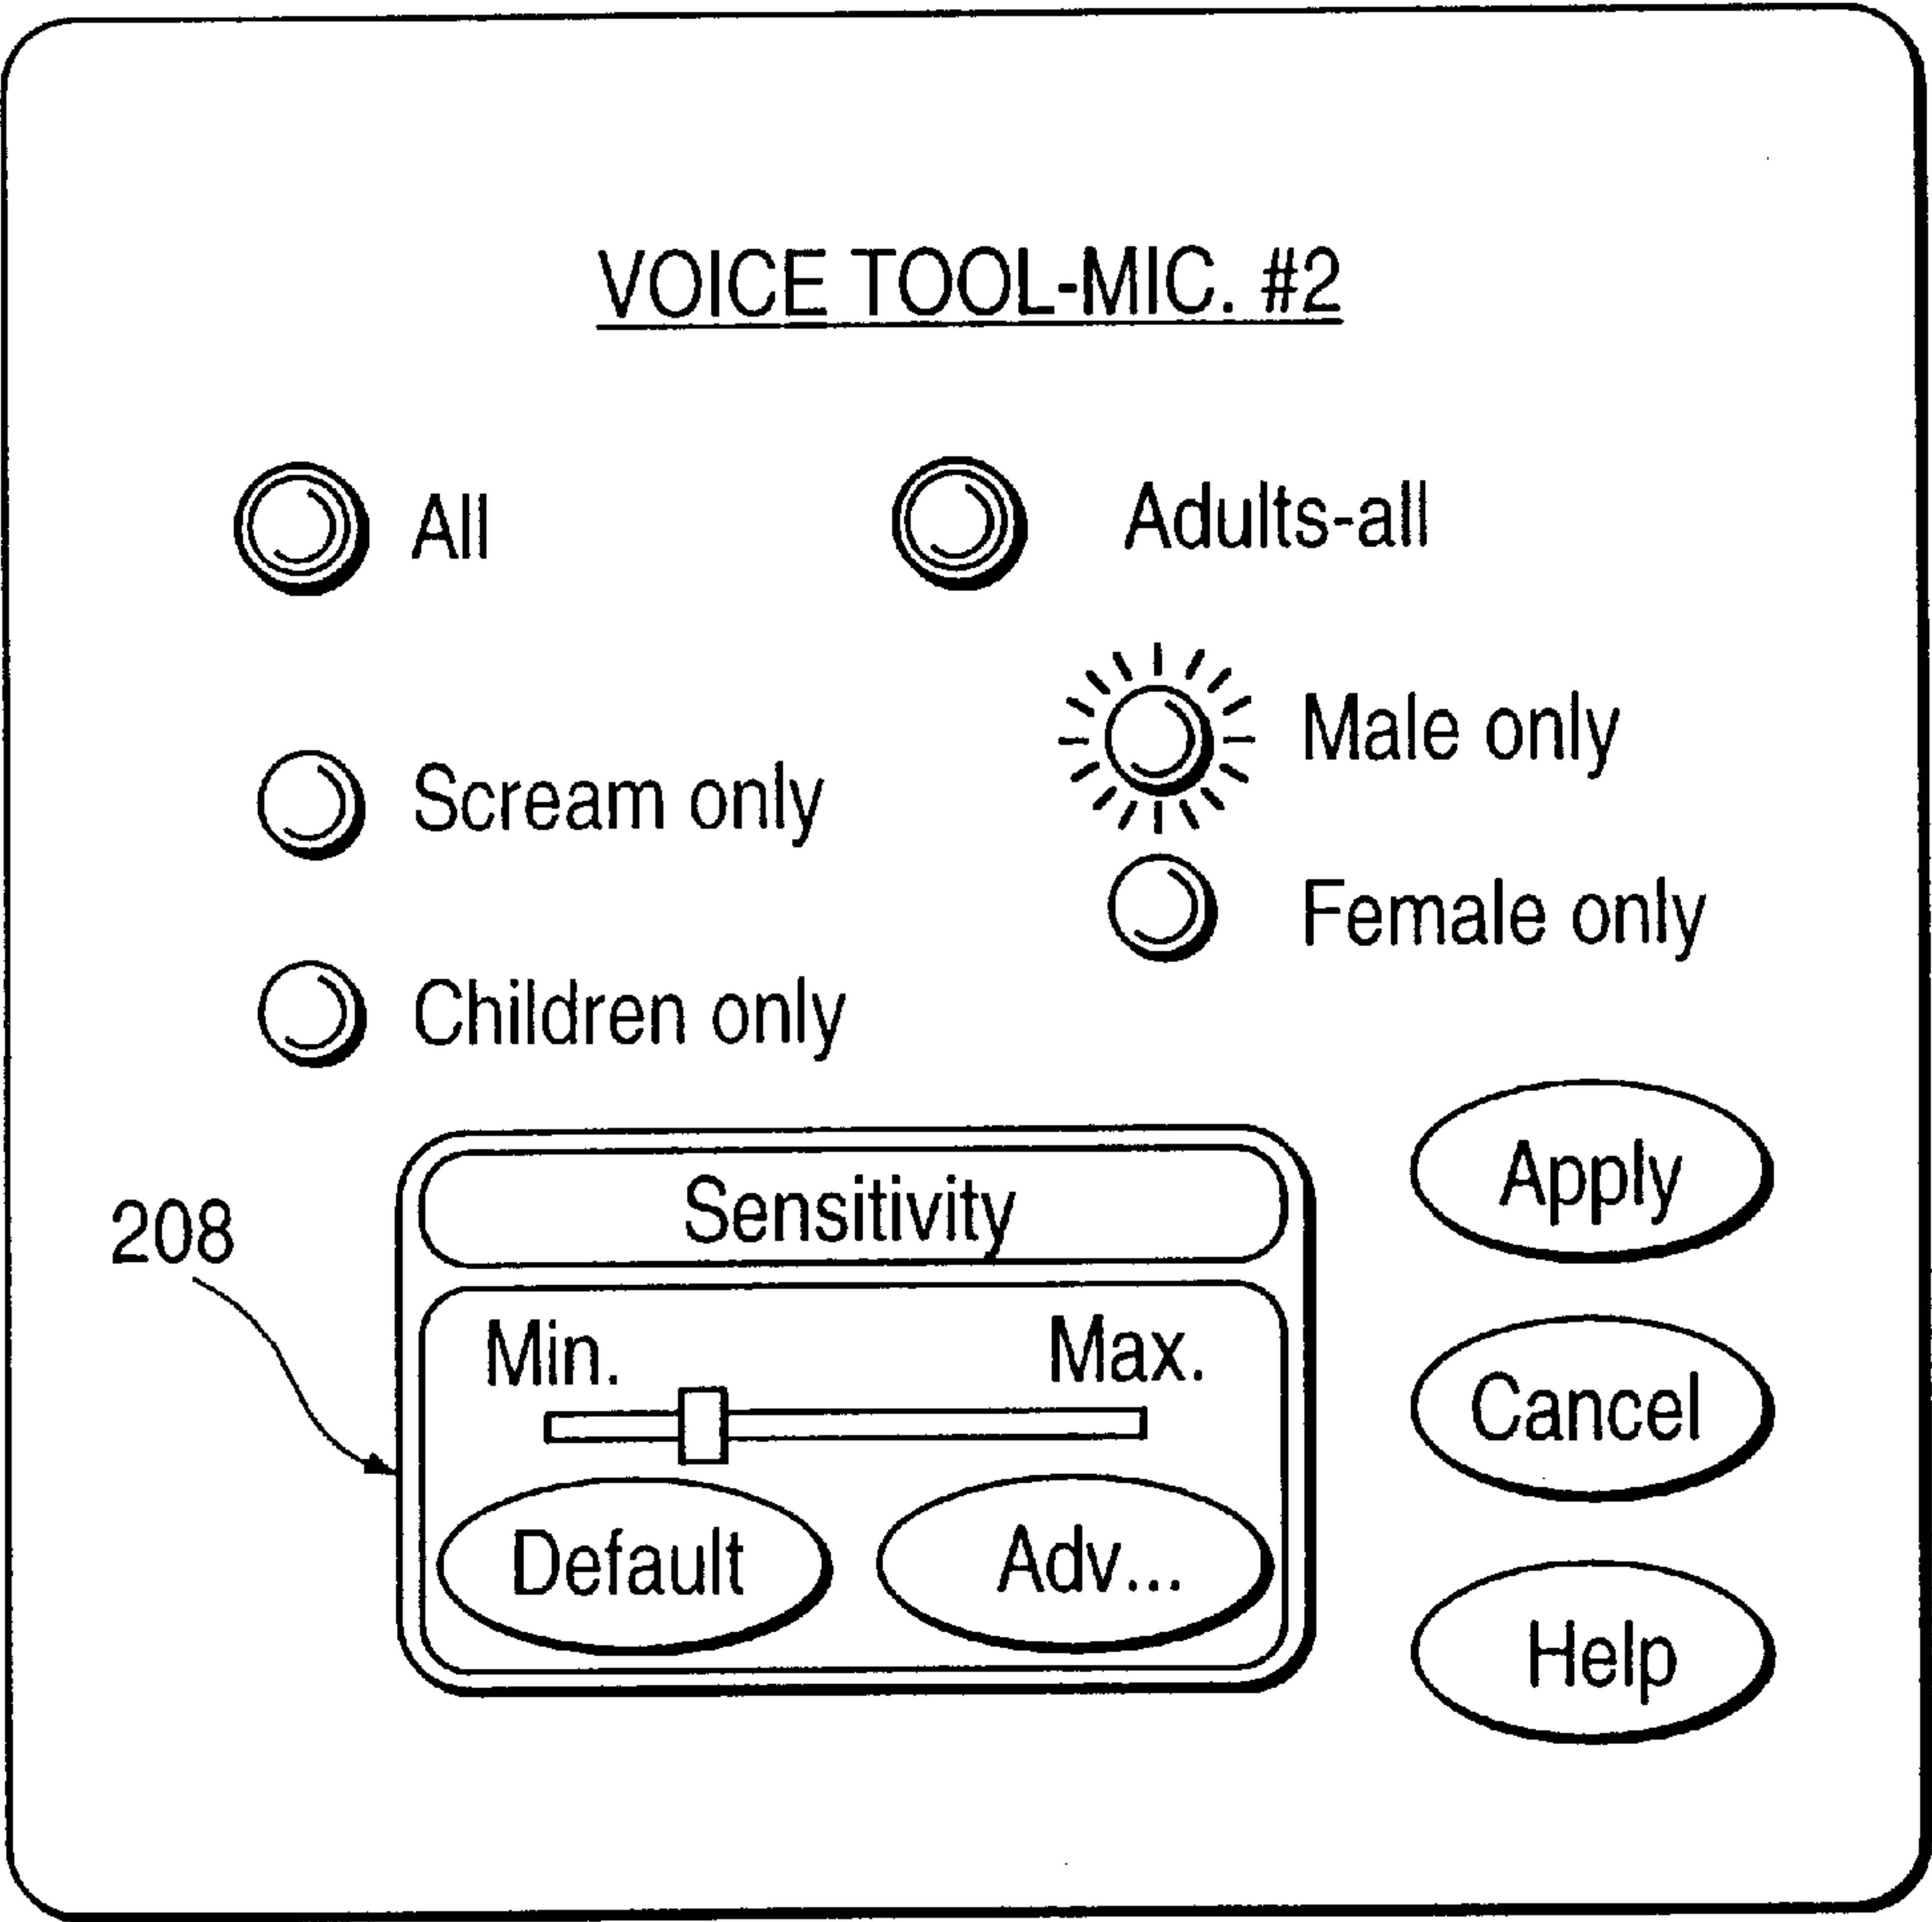 VOICE TOOL-MIC. #2
All
Adults-all
Male only
Scream only
Female only
Children only
Apply
Sensitivity
208
Min.
Max.
Cancel
Default
Adv...
Help